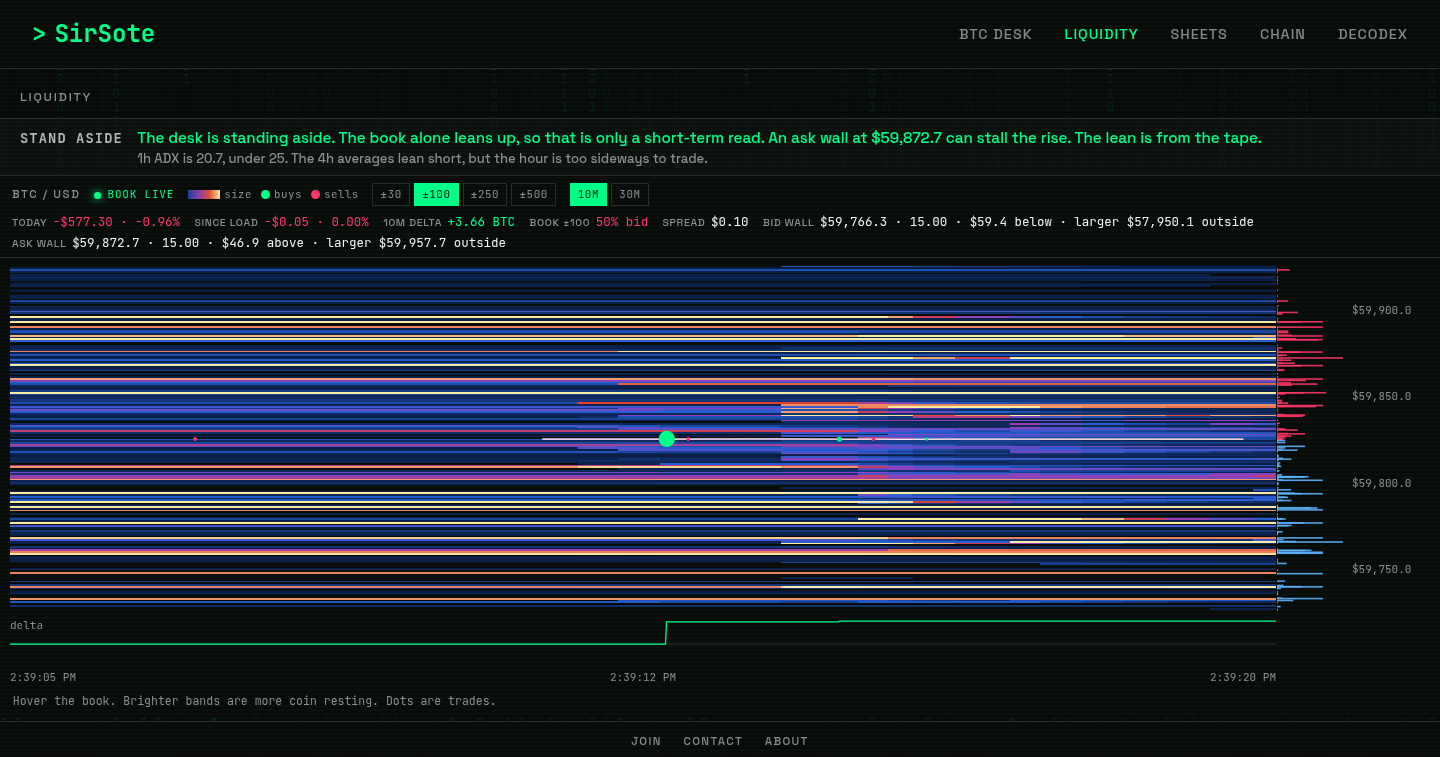 > SirSote
BTC DESK LIQUIDITY SHEETS CHAIN DECODEX
LIQUIDITY
STAND ASIDE The desk is standing aside. The book alone leans up, so that is only a short-term read. An ask wall at $59,872.7 can stall the rise. The lean is from the tape.
1h ADX is 20.7, under 25. The 4h averages lean short, but the hour is too sideways to trade.
BTC / USD BOOK LIVE size buys sells ±30 ±100 ±250 ±500 10M 30M
TODAY -$577.30 · -0.96% SINCE LOAD -$0.05 · 0.00% 10M DELTA +3.66 BTC BOOK ±100 50% bid SPREAD $0.10 BID WALL $59,766.3 · 15.00 · $59.4 below · larger $57,950.1 outside
ASK WALL $59,872.7 · 15.00 · $46.9 above · larger $59,957.7 outside
$59,900.0
$59,850.0
$59,800.0
$59,750.0
delta
2:39:05 PM 2:39:12 PM 2:39:20 PM
Hover the book. Brighter bands are more coin resting. Dots are trades.
JOIN CONTACT ABOUT